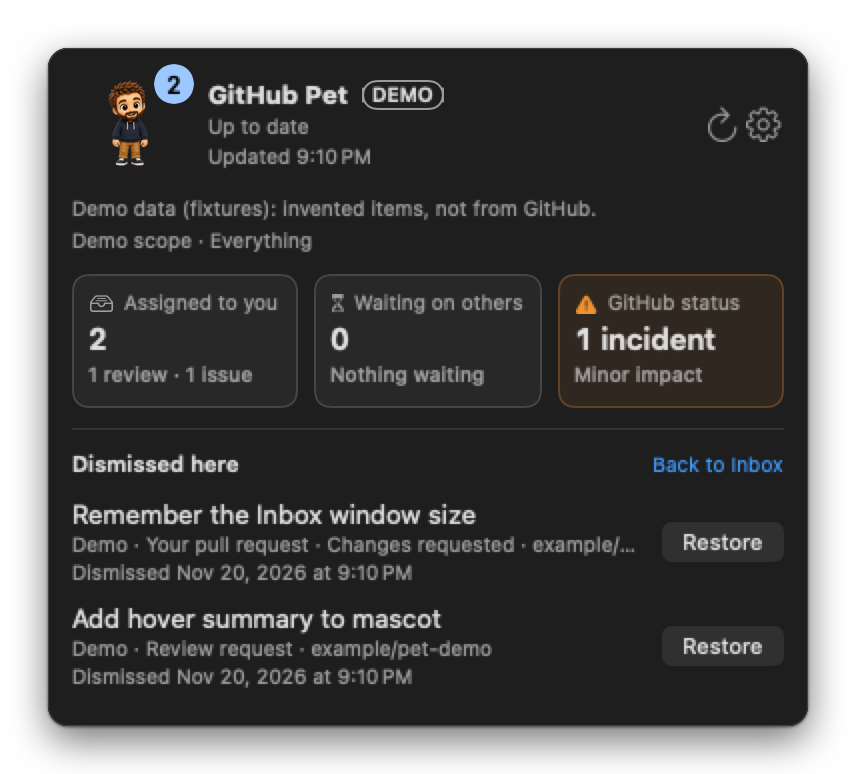 2
GitHub Pet DEMO
Up to date
Updated 9:10 PM
Demo data (fixtures): invented items, not from GitHub.
Demo scope · Everything
Assigned to you
2
1 review · 1 issue
Waiting on others
0
Nothing waiting
GitHub status
1 incident
Minor impact
Dismissed here
Back to Inbox
Remember the Inbox window size
Demo · Your pull request · Changes requested · example/...
Dismissed Nov 20, 2026 at 9:10 PM
Restore
Add hover summary to mascot
Demo · Review request · example/pet-demo
Dismissed Nov 20, 2026 at 9:10 PM
Restore